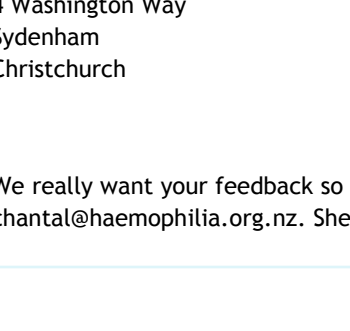 4 Washington Way
Sydenham
Christchurch
We really want your feedback so
chantal@haemophilia.org.nz. She